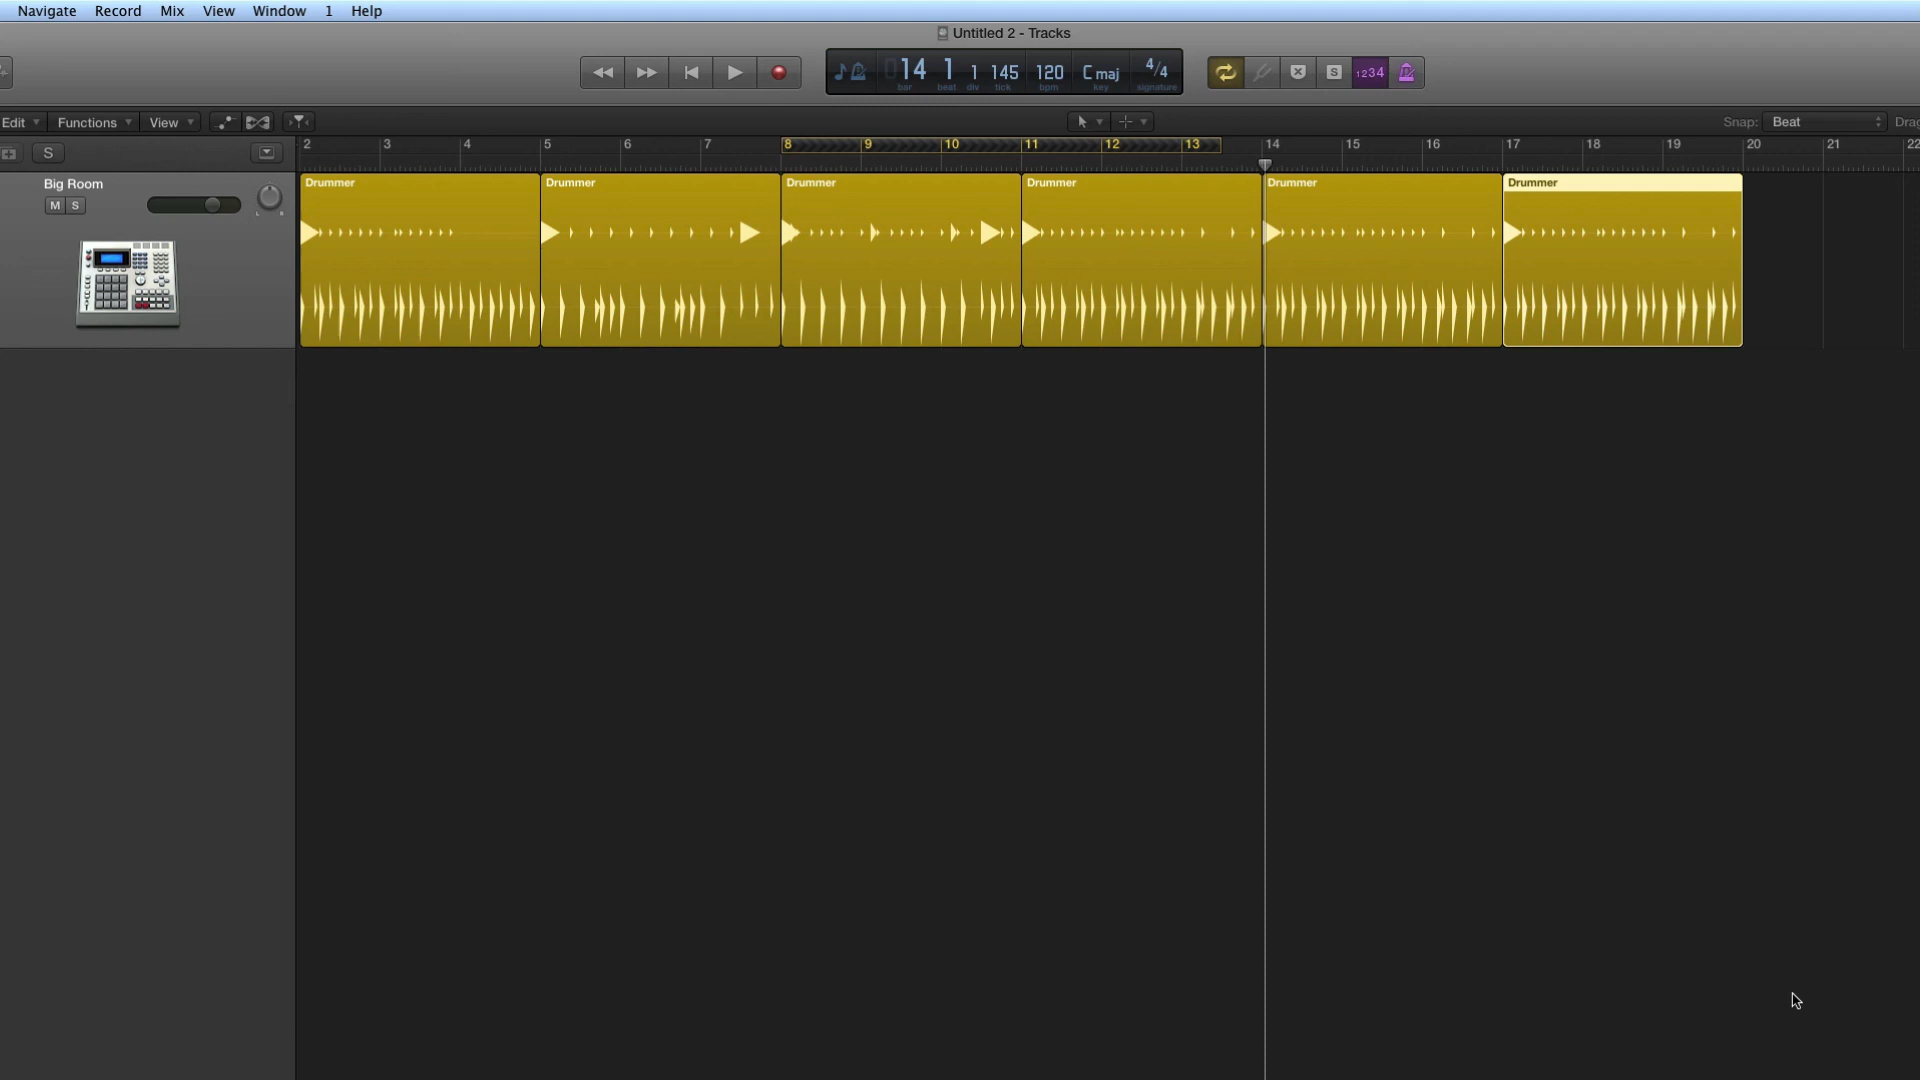 Navigate Record Mix View Window 1 Help
Untitled 2 - Tracks
014 1 1 145 120 C maj 4/4
bar beat div tick bpm key signature
S 1234
Edit Functions View Snap: Beat Drag
S 2 3 4 5 6 7 8 9 10 11 12 13 14 15 16 17 18 19 20 21 22
Big Room
M S
L R
Drummer Drummer Drummer Drummer Drummer Drummer